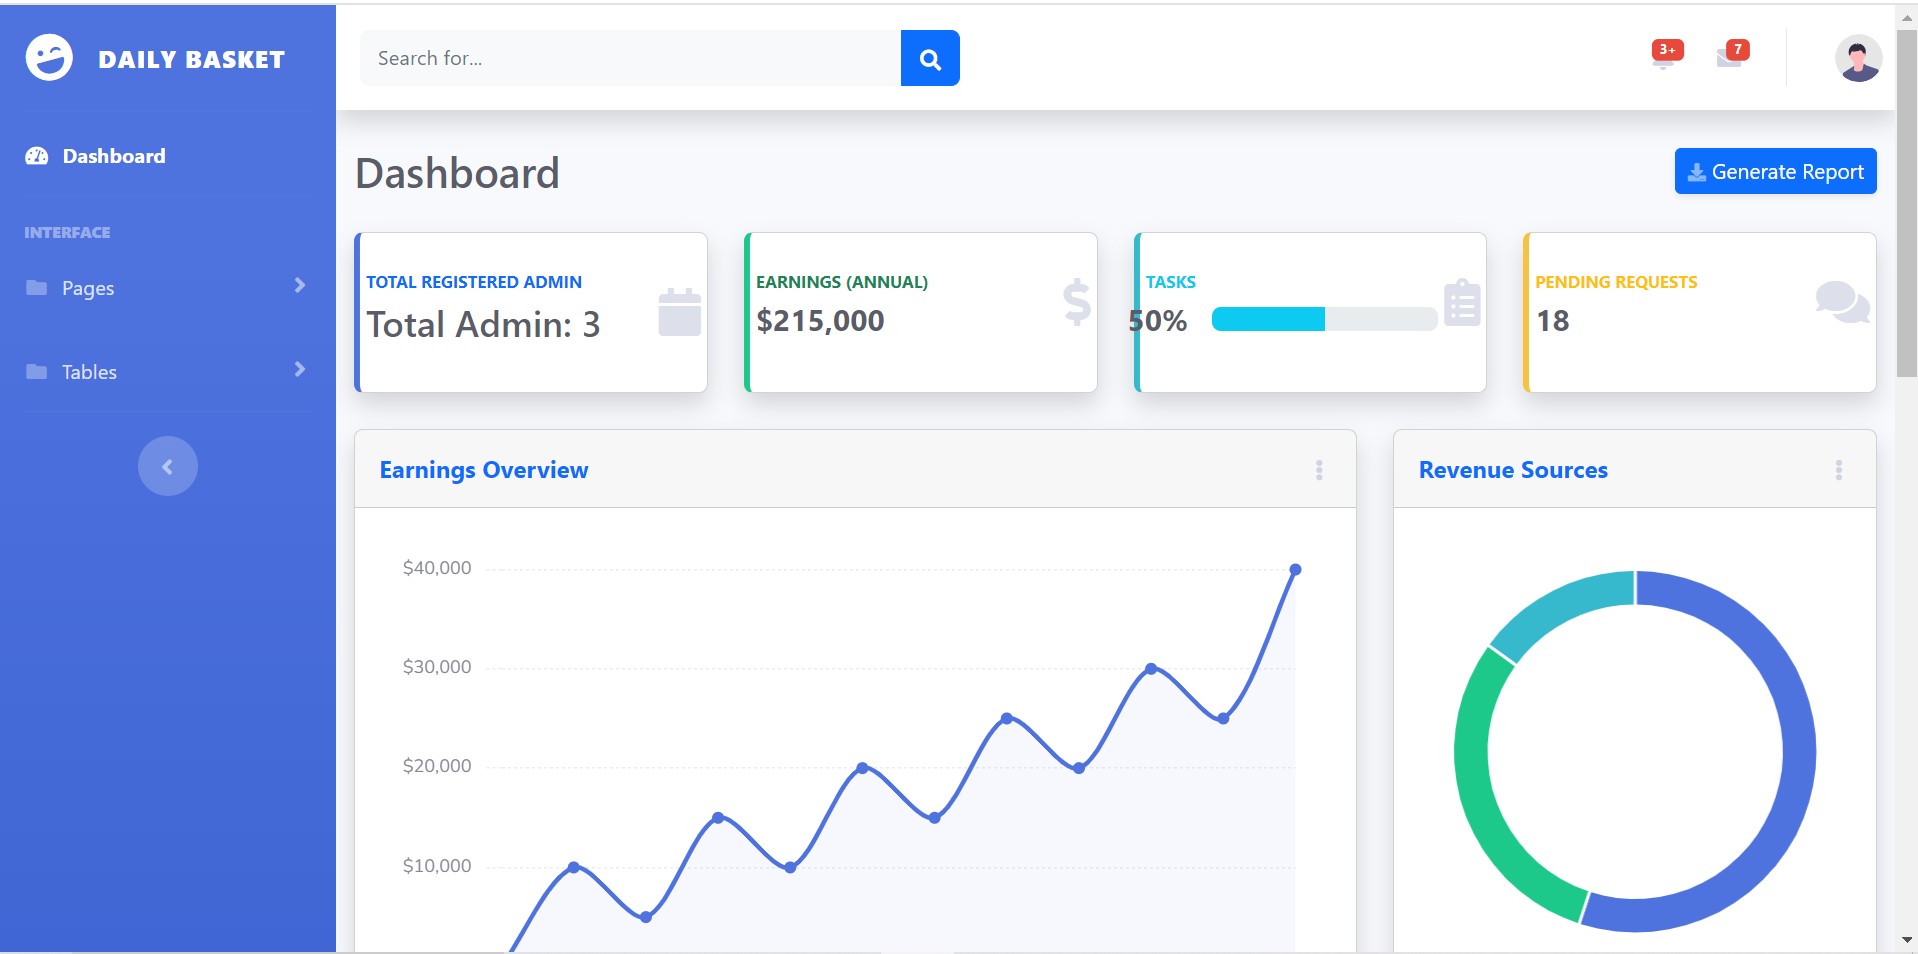 DAILY BASKET
Search for...
3+
7
Dashboard
INTERFACE
Pages
Tables
Dashboard
Generate Report
TOTAL REGISTERED ADMIN
Total Admin: 3
EARNINGS (ANNUAL)
$215,000
TASKS
50%
PENDING REQUESTS
18
Earnings Overview
$40,000
$30,000
$20,000
$10,000
Revenue Sources